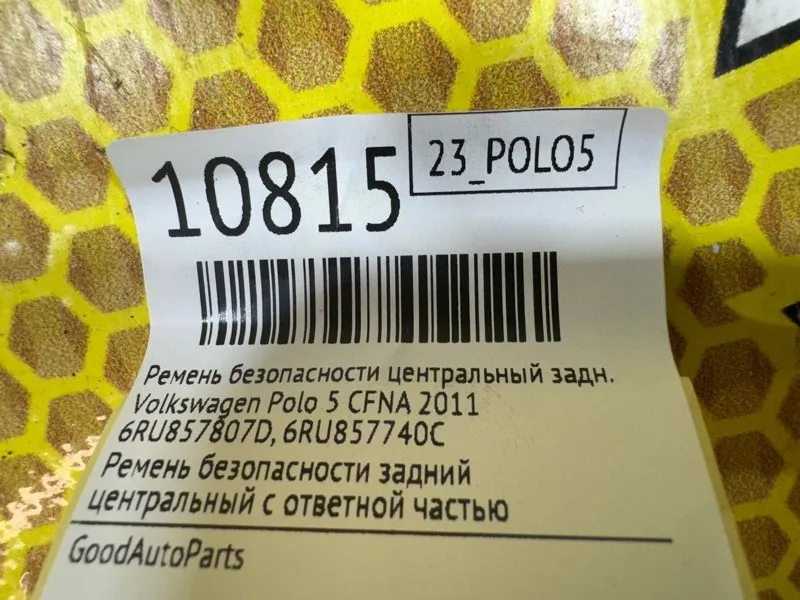 10815
23_POLO5
Ремень безопасности центральный задн.
Volkswagen Polo 5 CFNA 2011
6RU857807D, 6RU857740C
Ремень безопасности задний
центральный с ответной частью
GoodAutoParts